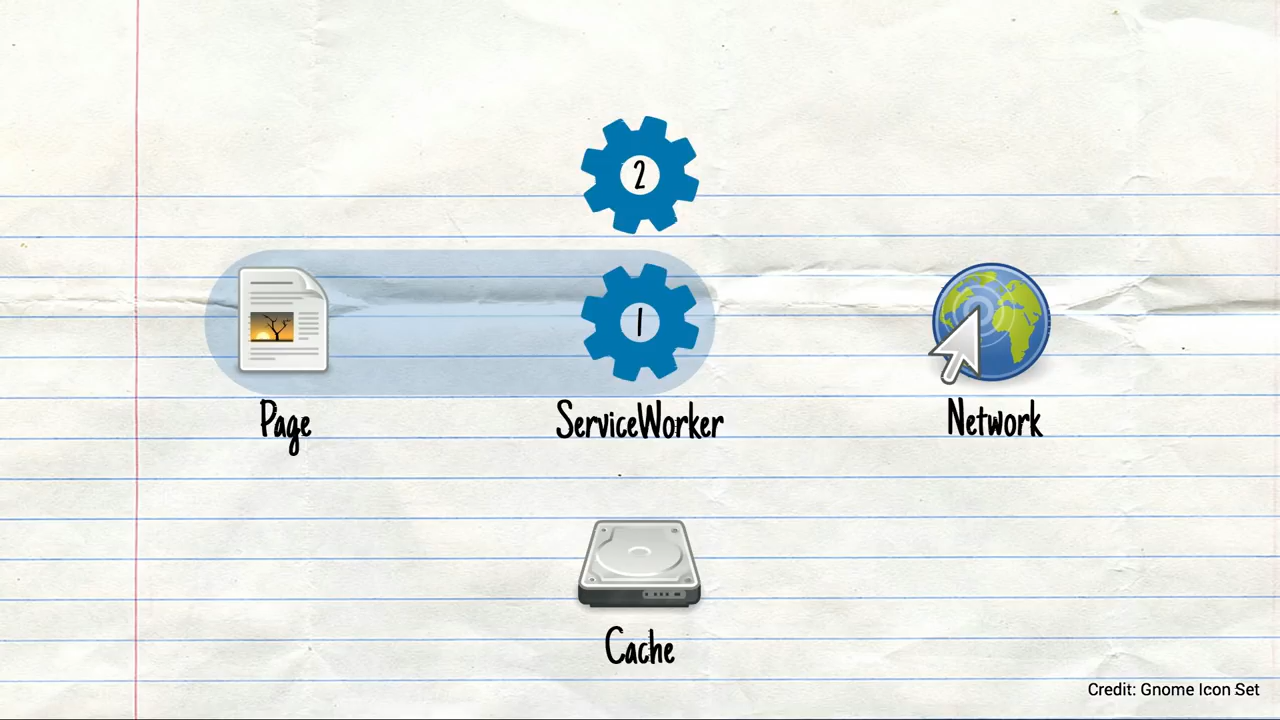 2
1
Page
ServiceWorker
Network
Cache
Credit: Gnome Icon Set